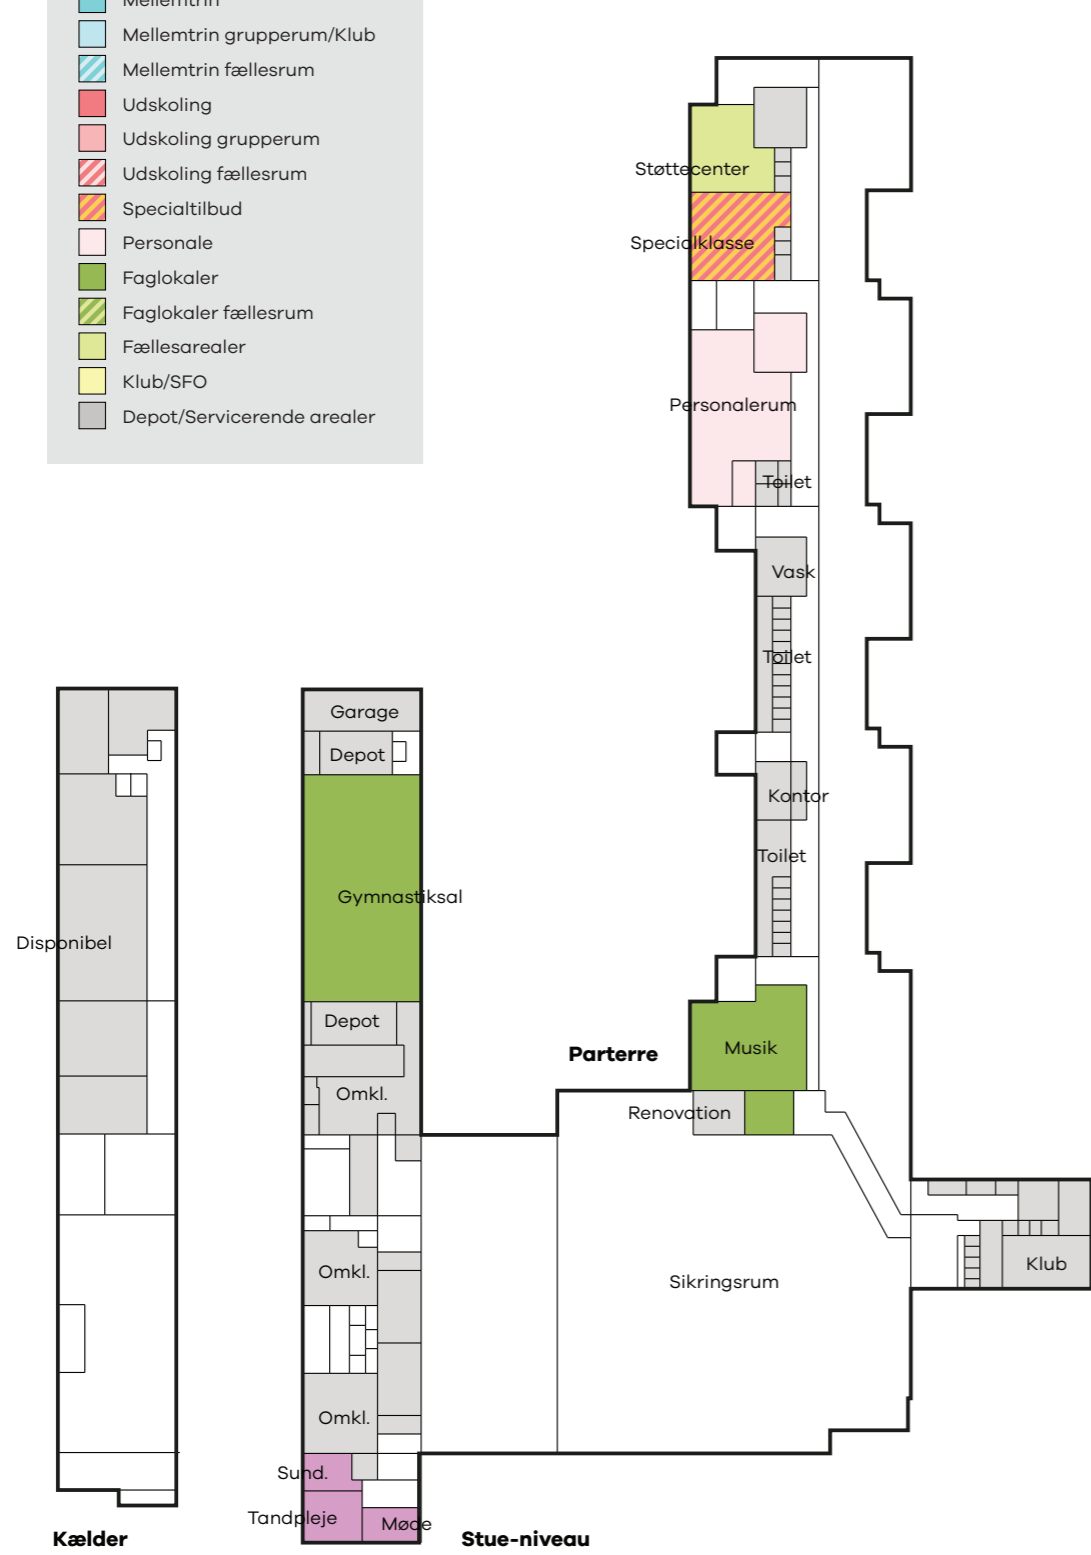 Mellemtrin
Mellemtrin grupperum/Klub
Mellemtrin fællesrum
Udskoling
Udskoling grupperum
Udskoling fællesrum
Specialtilbud
Personale
Faglokaler
Faglokaler fællesrum
Fællesarealer
Klub/SFO
Depot/Servicerende arealer
Støttecenter
Specialklasse
Personalerum
Toilet
Vask
Toilet
Kontor
Toilet
Musik
Parterre
Renovation
Sikringsrum
Klub
Garage
Depot
Gymnastiksal
Depot
Omkl.
Omkl.
Omkl.
Sund.
Tandpleje
Møde
Stue-niveau
Disponibel
Kælder